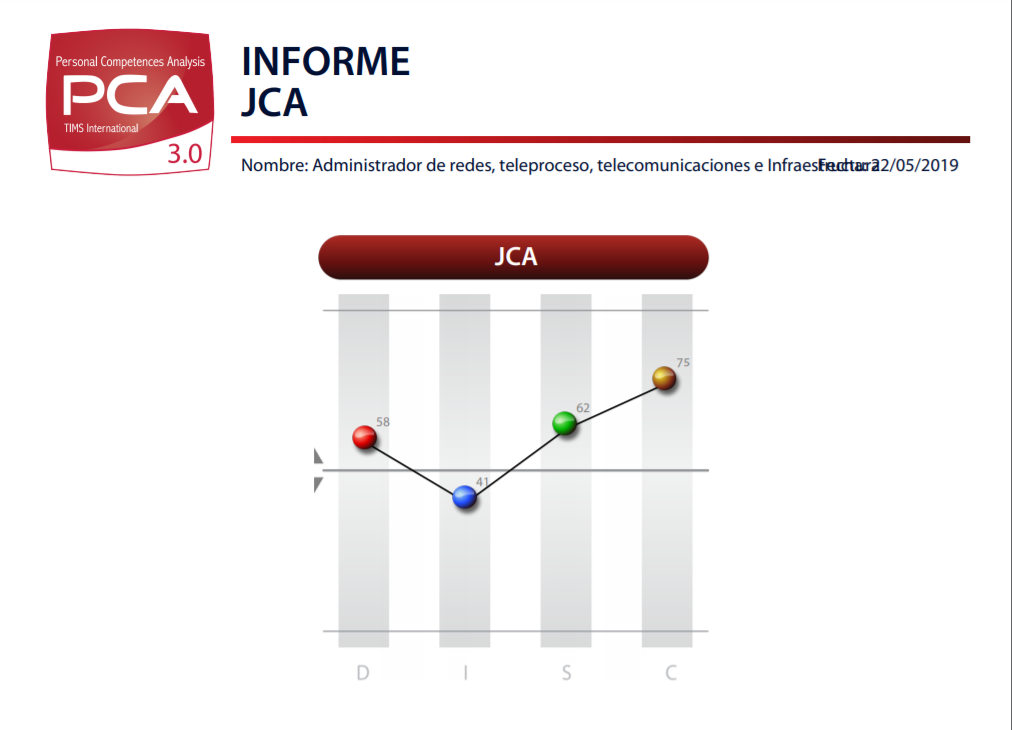 Personal Competences Analysis
PCA
TIMS International
3.0
INFORME
JCA
Nombre: Administrador de redes, teleproceso, telecomunicaciones e Infraestructura Fecha: 22/05/2019
JCA
75
62
58
41
D I S C